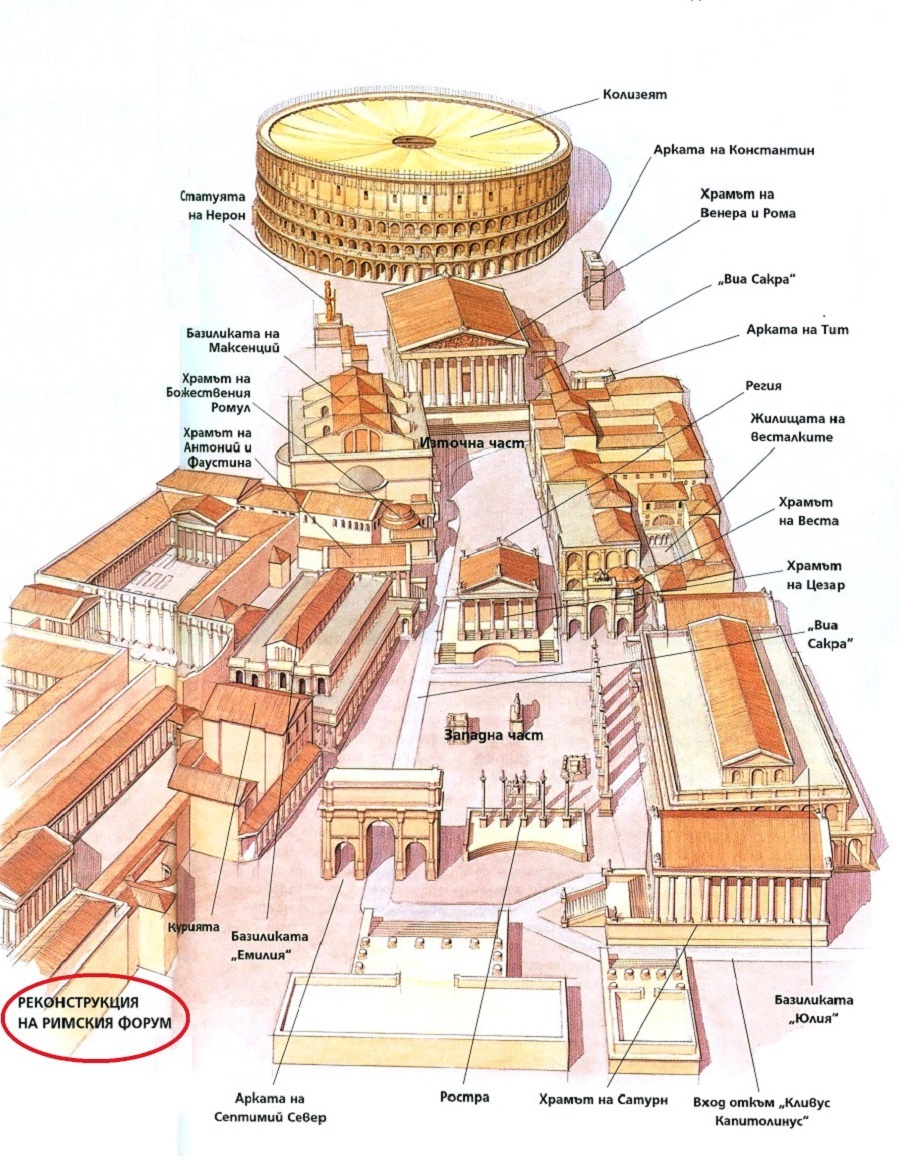 Колизеят
Арката на Константин
Статуята
на Нерон
Храмът на
Венера и Рома
„Виа Сакра“
Арката на Тит
Базиликата на
Максенций
Храмът на
Божествения
Ромул
Регия
Жилищата на
весталките
Храмът на
Антоний и
Фаустина
Източна част
Храмът
на Веста
Храмът
на Цезар
„Виа
Сакра“
Западна част
Курията
Базиликата
„Емилия“
РЕКОНСТРУКЦИЯ
НА РИМСКИЯ ФОРУМ
Базиликата
„Юлия“
Арката на
Септимий Север
Ростра
Храмът на Сатурн
Вход откъм „Кливус
Капитолинус“